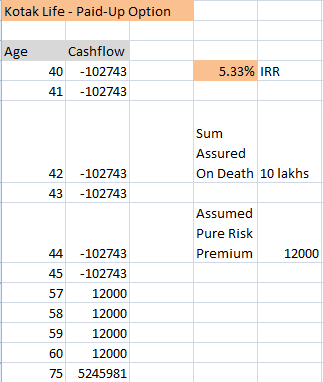 Kotak Life - Paid-Up Option
Age Cashflow
40 -102743 5.33% IRR
41 -102743
Sum
Assured
42 -102743 On Death 10 lakhs
43 -102743
Assumed
Pure Risk
44 -102743 Premium 12000
45 -102743
57 12000
58 12000
59 12000
60 12000
75 5245981